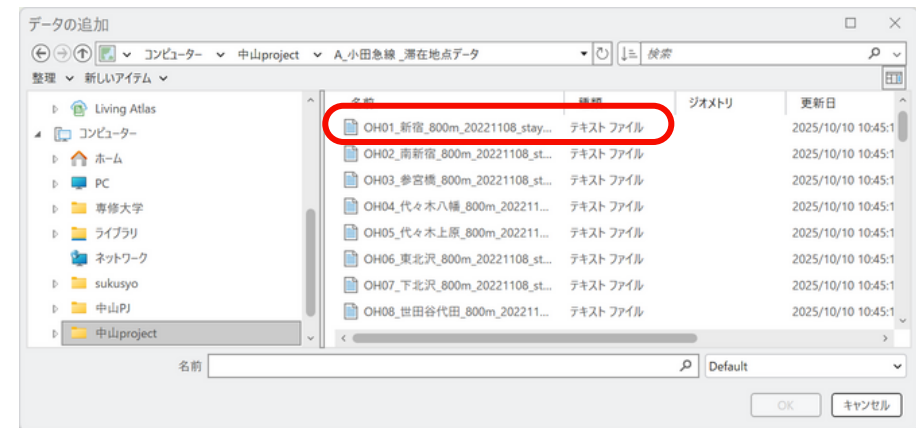 データの追加
コンピューター 中山project A_小田急線 _滞在地点データ 検索
整理 新しいアイテム
名前 種類 ジオメトリ 更新日
Living Atlas
コンピューター
ホーム
PC
専修大学
ライブラリ
ネットワーク
sukusyo
中山PJ
中山project
OH01_新宿_800m_20221108_stay... テキスト ファイル 2025/10/10 10:45:1
OH02_南新宿_800m_20221108_st... テキスト ファイル 2025/10/10 10:45:1
OH03_参宮橋_800m_20221108_st... テキスト ファイル 2025/10/10 10:45:1
OH04_代々木八幡_800m_202211... テキスト ファイル 2025/10/10 10:45:1
OH05_代々木上原_800m_202211... テキスト ファイル 2025/10/10 10:45:1
OH06_東北沢_800m_20221108_st... テキスト ファイル 2025/10/10 10:45:1
OH07_下北沢_800m_20221108_st... テキスト ファイル 2025/10/10 10:45:1
OH08_世田谷代田_800m_202211... テキスト ファイル 2025/10/10 10:45:1
名前 Default
OK キャンセル